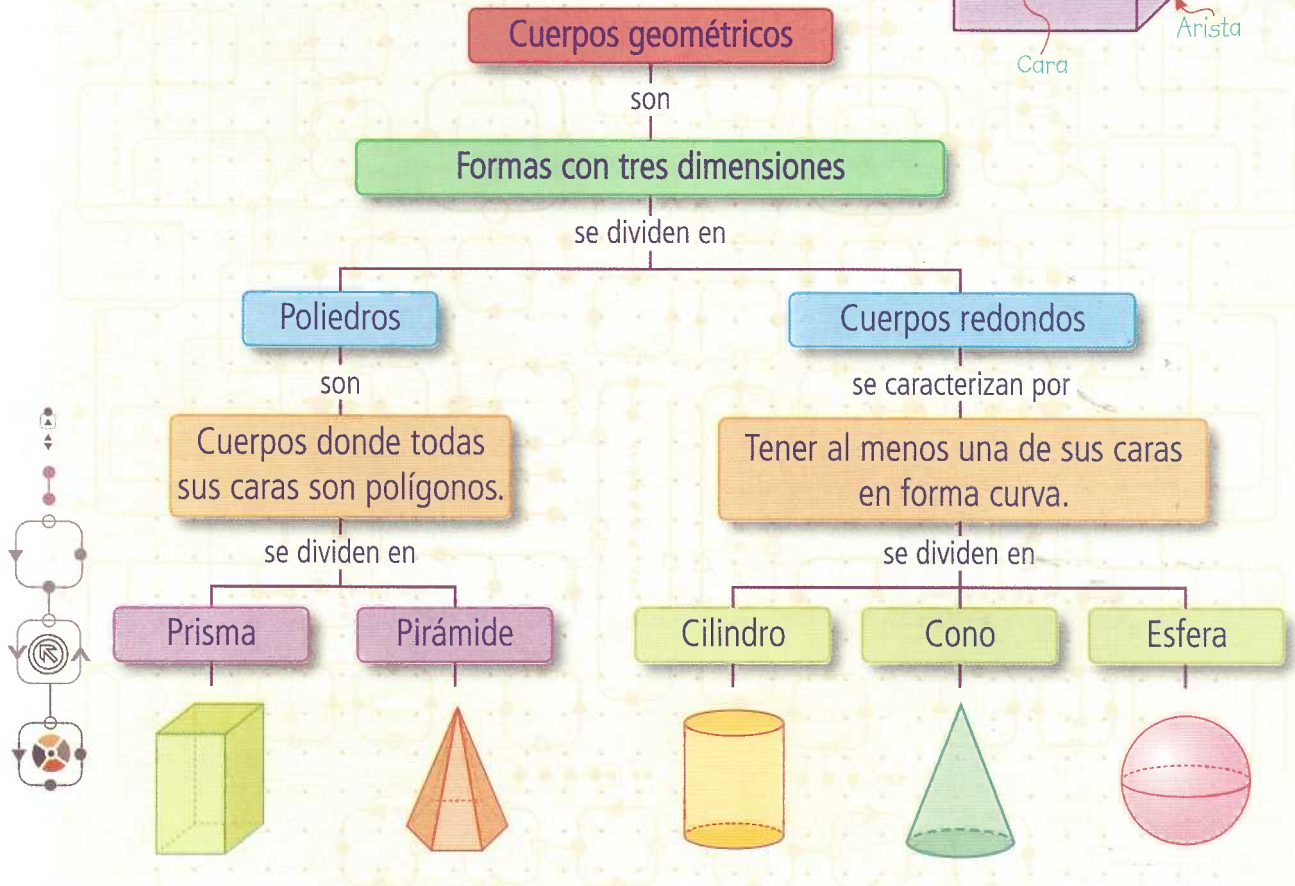 Cuerpos geométricos
Arista
Cara
son
Formas con tres dimensiones
se dividen en
Poliedros
Cuerpos redondos
son
se caracterizan por
Cuerpos donde todas
sus caras son polígonos.
Tener al menos una de sus caras
en forma curva.
se dividen en
se dividen en
Prisma
Pirámide
Cilindro
Cono
Esfera